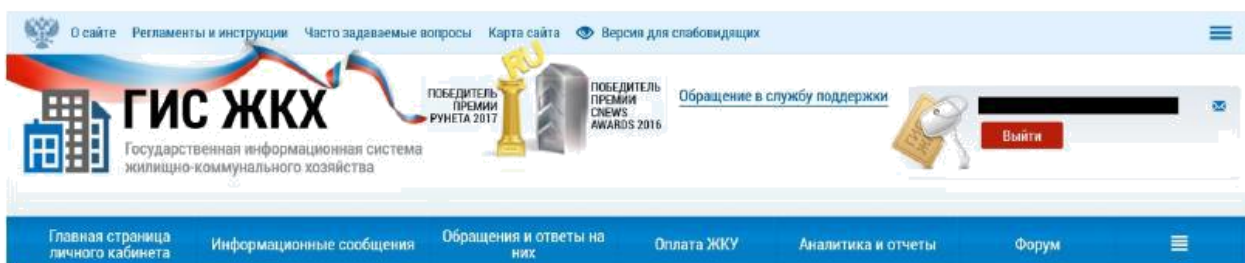 О сайте Регламенты и инструкции Часто задаваемые вопросы Карта сайта Версия для слабовидящих
ГИС ЖКХ
Государственная информационная система
жилищно-коммунального хозяйства
ПОБЕДИТЕЛЬ
ПРЕМИИ
РУНЕТА 2017
RU
ПОБЕДИТЕЛЬ
ПРЕМИИ
CNEWS
AWARDS 2016
Обращение в службу поддержки
Выйти
Главная страница
личного кабинета
Информационные сообщения
Обращения и ответы на
них
Оплата ЖКУ
Аналитика и отчеты
Форум